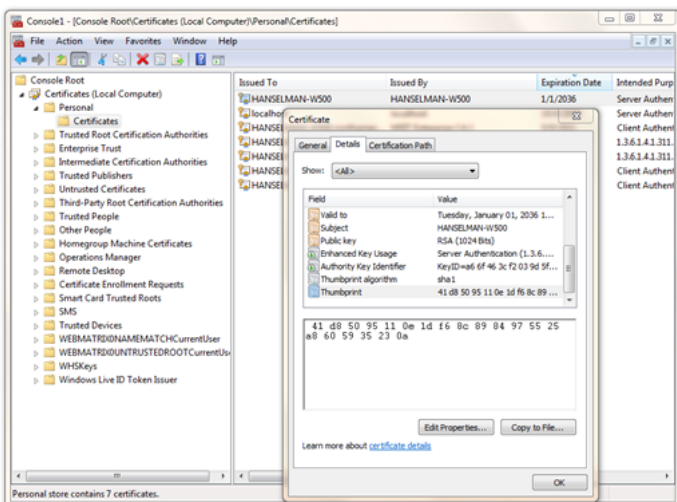 Console1 - [Console Root\Certificates (Local Computer)\Personal\Certificates]
File Action View Favorites Window Help
Console Root
Certificates (Local Computer)
Personal
Certificates
Trusted Root Certification Authorities
Enterprise Trust
Intermediate Certification Authorities
Trusted Publishers
Untrusted Certificates
Third-Party Root Certification Authorities
Trusted People
Other People
Homegroup Machine Certificates
Operations Manager
Remote Desktop
Certificate Enrollment Requests
Smart Card Trusted Roots
SMS
Trusted Devices
WEBMATRIX0NAMEMATCHCurrentUser
WEBMATRIX0UNTRUSTEDROOTCurrentUs
WHSKeys
Windows Live ID Token Issuer
Issued To Issued By Expiration Date Intended Purp
HANSELMAN-W500 HANSELMAN-W500 1/1/2036 Server Authen
localho Server Authen
HANSE Client Authent
HANSE 1.3.6.1.4.1.311.
HANSE 1.3.6.1.4.1.311.
HANSE Client Authent
Certificate
General Details Certification Path
Show: <All>
Field Value
Valid to Tuesday, January 01, 2036 1...
Subject HANSELMAN-W500
Public key RSA (1024 Bits)
Enhanced Key Usage Server Authentication (1.3.6....
Authority Key Identifier KeyID=a6 6f 46 3c f2 03 9d 5f...
Thumbprint algorithm sha1
Thumbprint 41 d8 50 95 11 0e 1d f6 8c 89 ...
41 d8 50 95 11 0e 1d f6 8c 89 84 97 55 25
a8 60 59 35 23 0a
Edit Properties... Copy to File...
Learn more about certificate details
OK
Personal store contains 7 certificates.